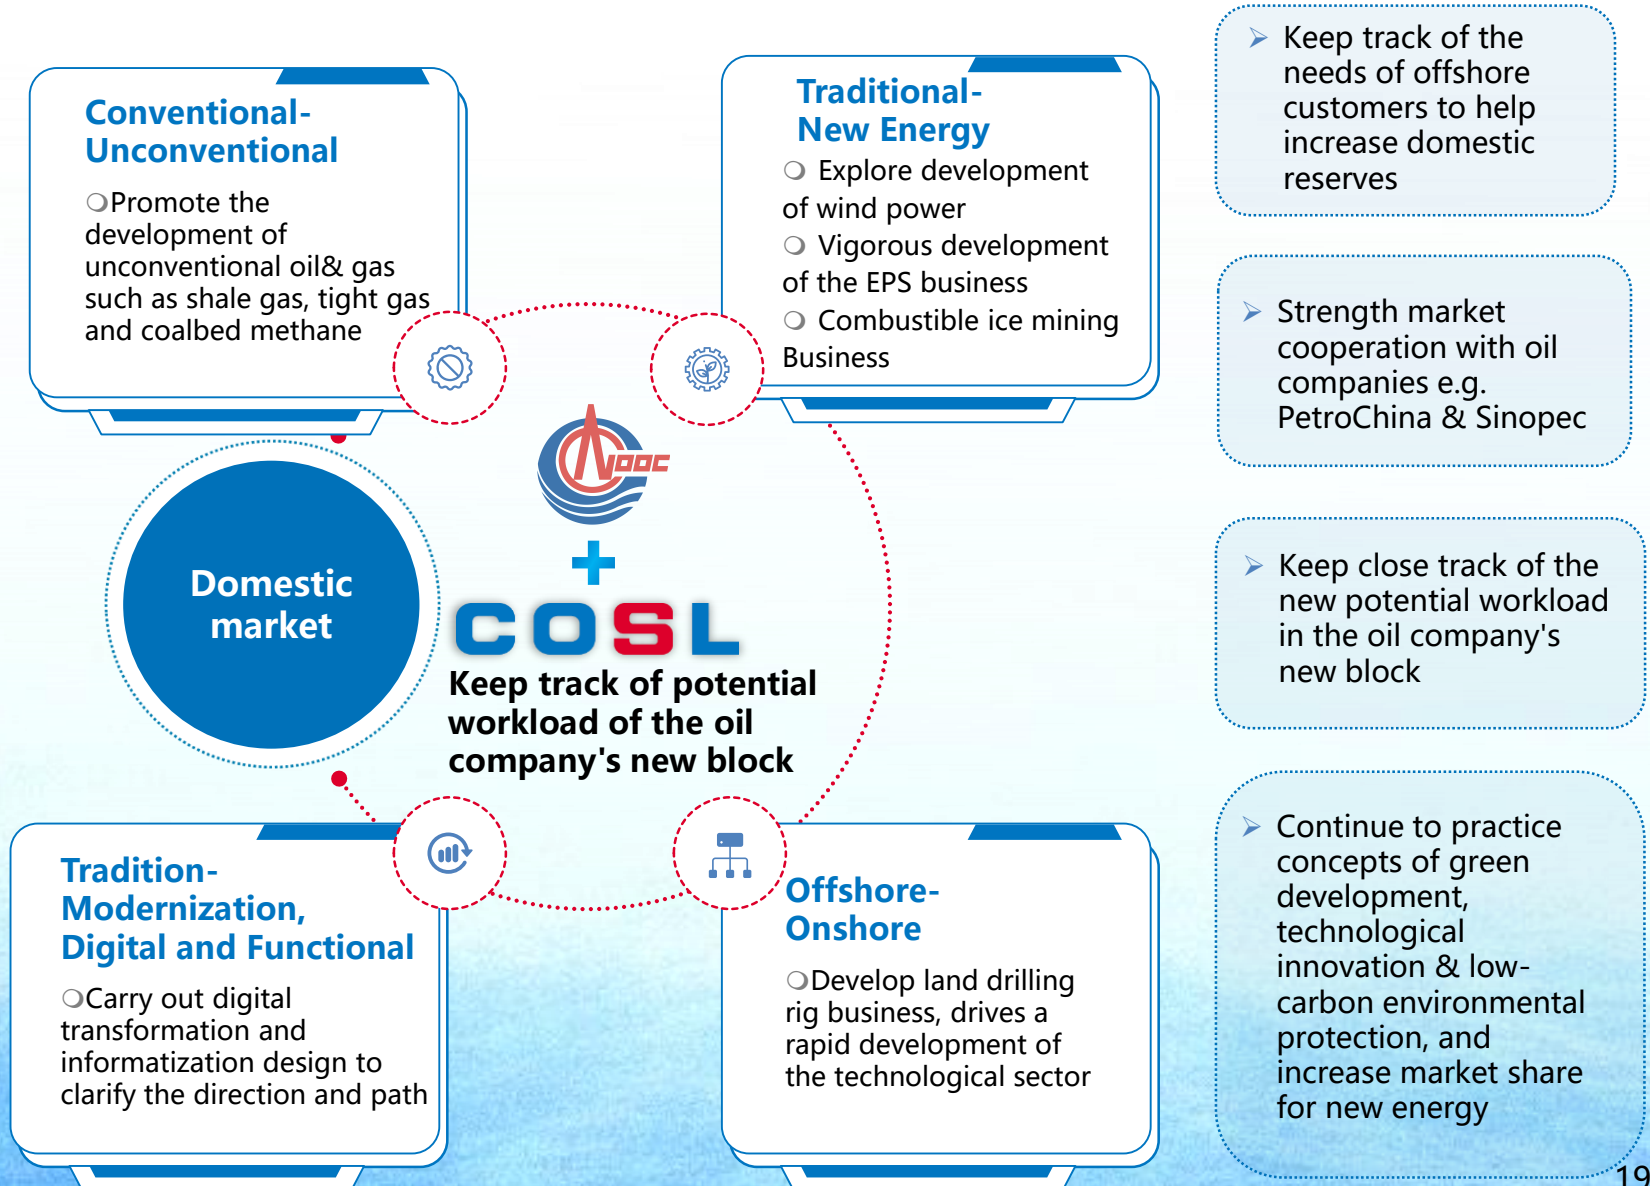 Conventional-
Unconventional
❍Promote the
development of
unconventional oil& gas
such as shale gas, tight gas
and coalbed methane
Traditional-
New Energy
❍ Explore development
of wind power
❍ Vigorous development
of the EPS business
❍ Combustible ice mining
Business
Domestic
market
CNOOC
+
COSL
Keep track of potential
workload of the oil
company's new block
Tradition-
Modernization,
Digital and Functional
❍Carry out digital
transformation and
informatization design to
clarify the direction and path
Offshore-
Onshore
❍Develop land drilling
rig business, drives a
rapid development of
the technological sector
➢ Keep track of the
needs of offshore
customers to help
increase domestic
reserves
➢ Strength market
cooperation with oil
companies e.g.
PetroChina & Sinopec
➢ Keep close track of the
new potential workload
in the oil company's
new block
➢ Continue to practice
concepts of green
development,
technological
innovation & low-
carbon environmental
protection, and
increase market share
for new energy
19